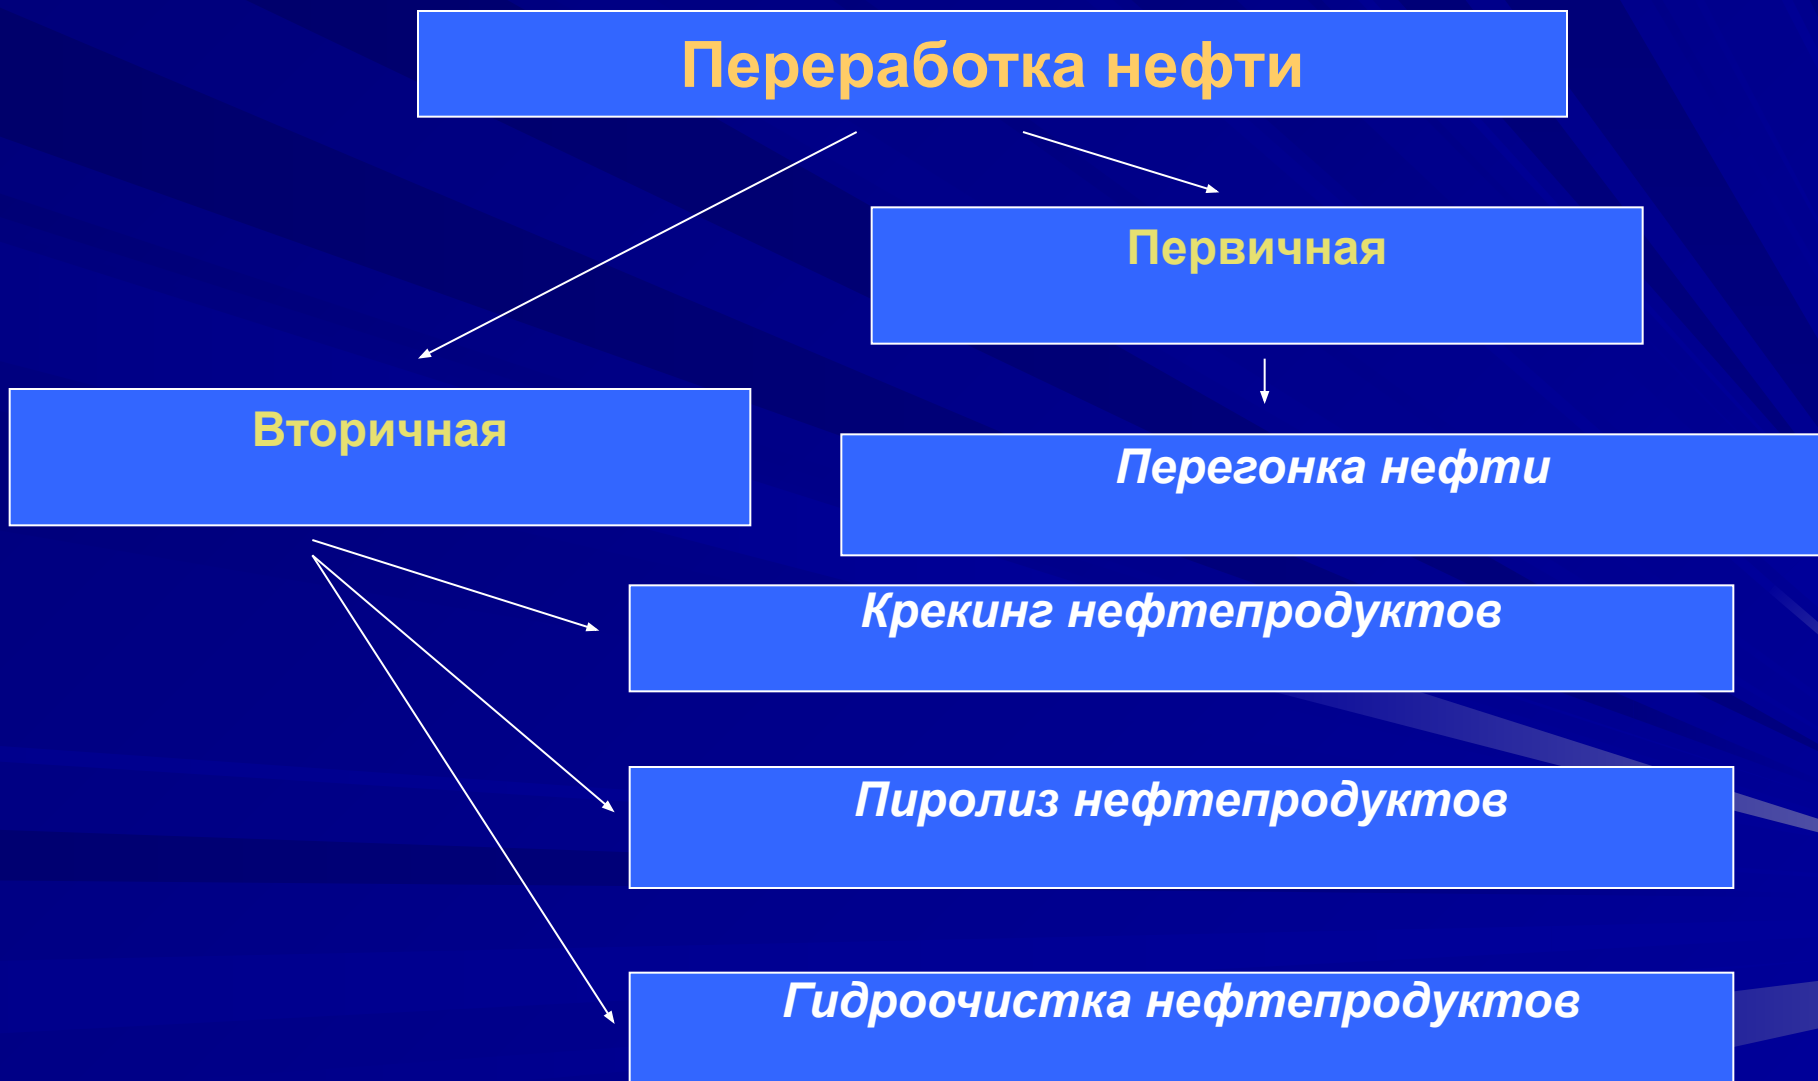 Переработка нефти
Первичная
Вторичная
Перегонка нефти
Крекинг нефтепродуктов
Пиролиз нефтепродуктов
Гидроочистка нефтепродуктов